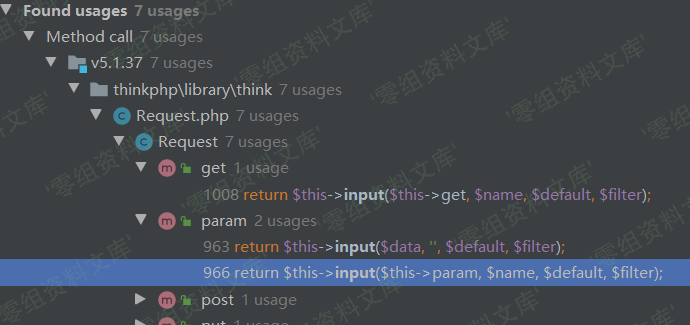 Found usages 7 usages
Method call 7 usages
v5.1.37 7 usages
thinkphp\library\think 7 usages
Request.php 7 usages
Request 7 usages
get 1 usage
1008 return $this->input($this->get, $name, $default, $filter);
param 2 usages
963 return $this->input($data, '', $default, $filter);
966 return $this->input($this->param, $name, $default, $filter);
post 1 usage
put 1 usage
'零组资料文库'